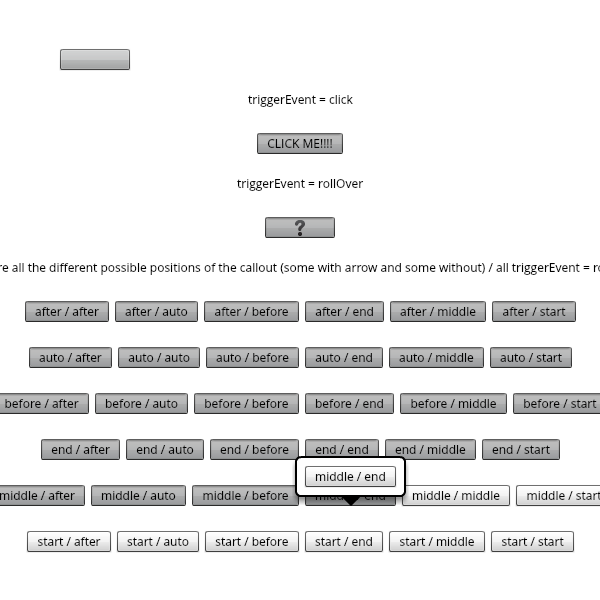 triggerEvent = click
CLICK ME!!!!
triggerEvent = rollOver
?
all the different possible positions of the callout (some with arrow and some without) / all triggerEvent =
after / after after / auto after / before after / end after / middle after / start
auto / after auto / auto auto / before auto / end auto / middle auto / start
before / after before / auto before / before before / end before / middle before / start
end / after end / auto end / before end / end end / middle end / start
middle / end
middle / after middle / auto middle / before middle / end middle / middle middle / start
start / after start / auto start / before start / end start / middle start / start